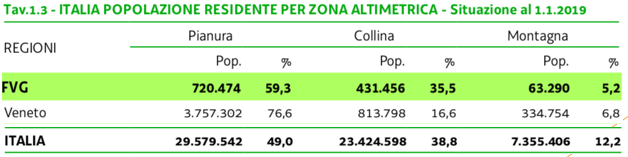 Tav.1.3 - ITALIA POPOLAZIONE RESIDENTE PER ZONA ALTIMETRICA - Situazione al 1.1.2019
REGIONI Pianura Collina Montagna
Pop. % Pop. % Pop. %
FVG 720.474 59,3 431.456 35,5 63.290 5,2
Veneto 3.757.302 76,6 813.798 16,6 334.754 6,8
ITALIA 29.579.542 49,0 23.424.598 38,8 7.355.406 12,2